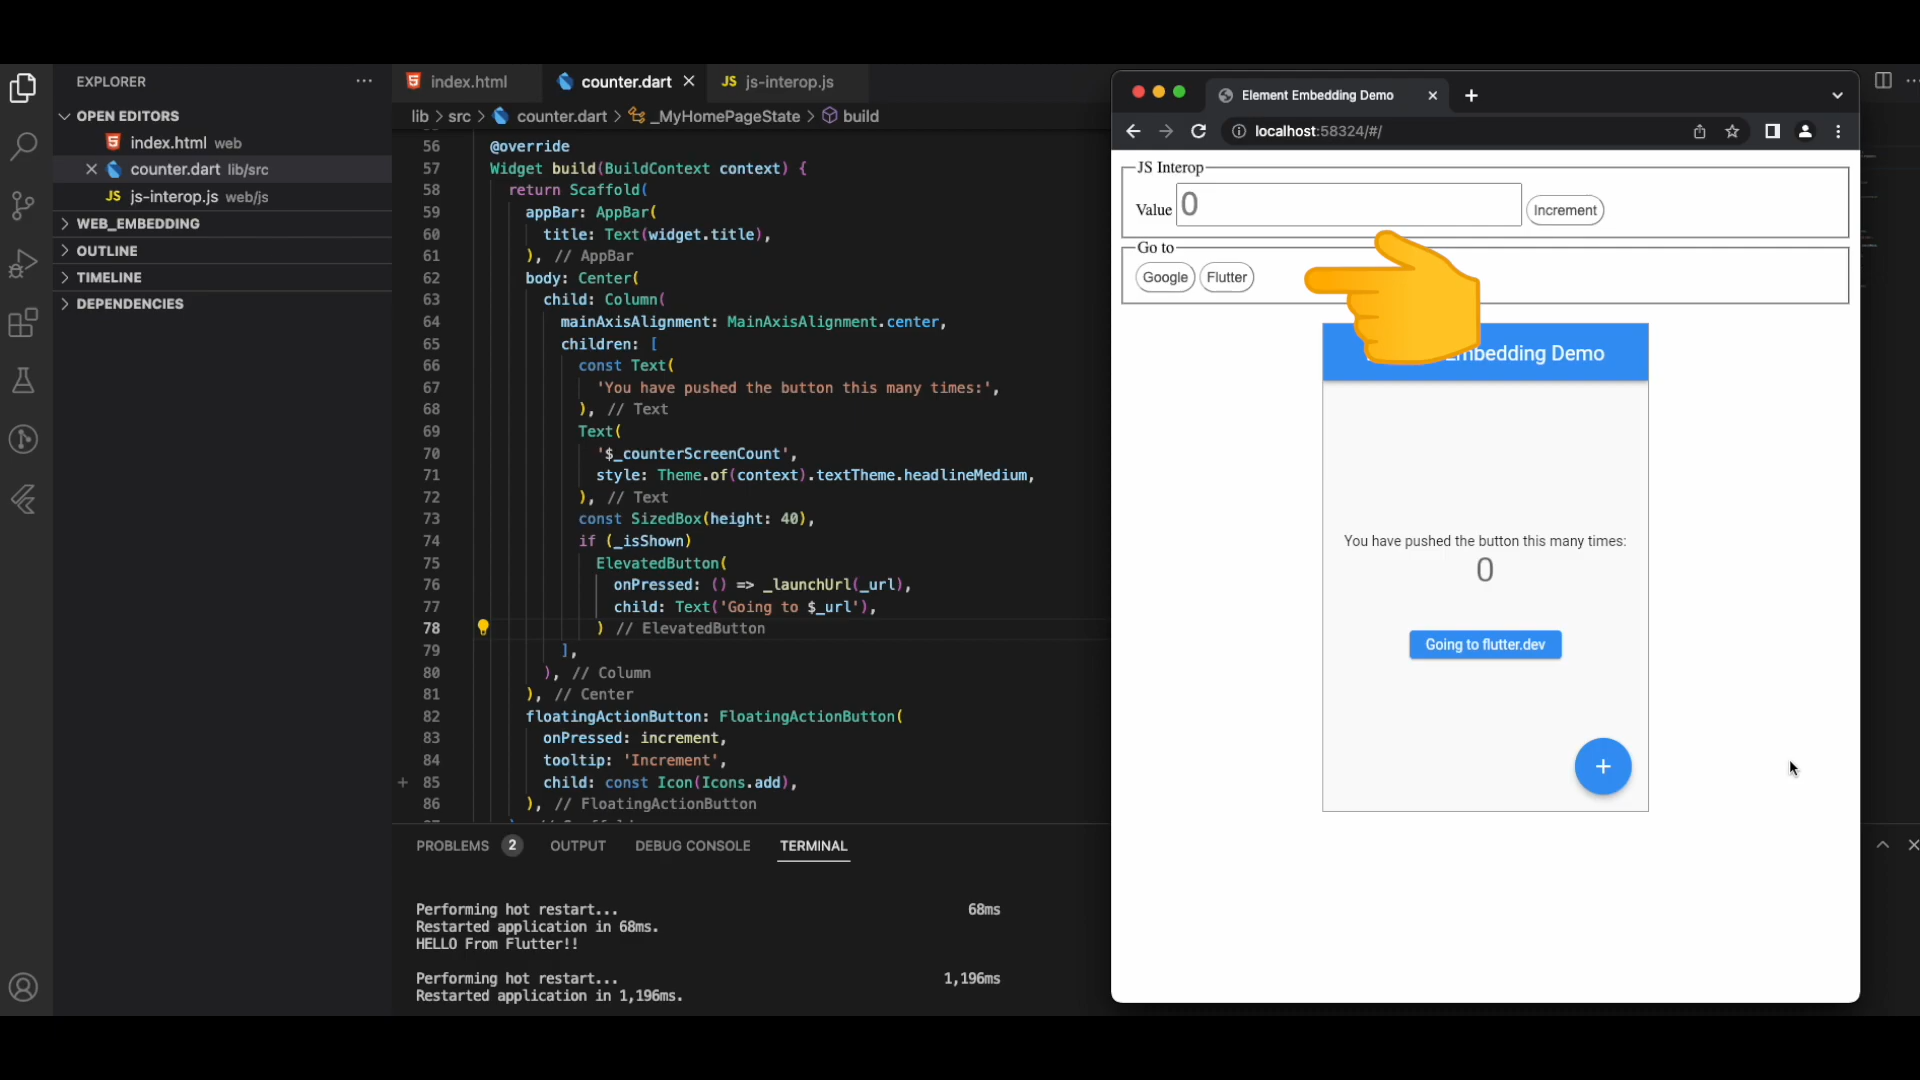 EXPLORER
OPEN EDITORS
index.html web
counter.dart lib/src
JS js-interop.js web/js
WEB_EMBEDDING
OUTLINE
TIMELINE
DEPENDENCIES
index.html
counter.dart
JS js-interop.js
lib > src > counter.dart > _MyHomePageState > build
56 @override
57 Widget build(BuildContext context) {
58 return Scaffold(
59 appBar: AppBar(
60 title: Text(widget.title),
61 ), // AppBar
62 body: Center(
63 child: Column(
64 mainAxisAlignment: MainAxisAlignment.center,
65 children: [
66 const Text(
67 'You have pushed the button this many times:',
68 ), // Text
69 Text(
70 '$_counterScreenCount',
71 style: Theme.of(context).textTheme.headlineMedium,
72 ), // Text
73 const SizedBox(height: 40),
74 if (_isShown)
75 ElevatedButton(
76 onPressed: () => _launchUrl(_url),
77 child: Text('Going to $_url'),
78 ) // ElevatedButton
79 ],
80 ), // Column
81 ), // Center
82 floatingActionButton: FloatingActionButton(
83 onPressed: increment,
84 tooltip: 'Increment',
85 child: const Icon(Icons.add),
86 ), // FloatingActionButton
PROBLEMS 2
OUTPUT
DEBUG CONSOLE
TERMINAL
Performing hot restart... 68ms
Restarted application in 68ms.
HELLO From Flutter!!
Performing hot restart... 1,196ms
Restarted application in 1,196ms.
Element Embedding Demo
localhost:58324/#/
JS Interop
Value 0 Increment
Go to
Google Flutter
Embedding Demo
You have pushed the button this many times:
0
Going to flutter.dev
+